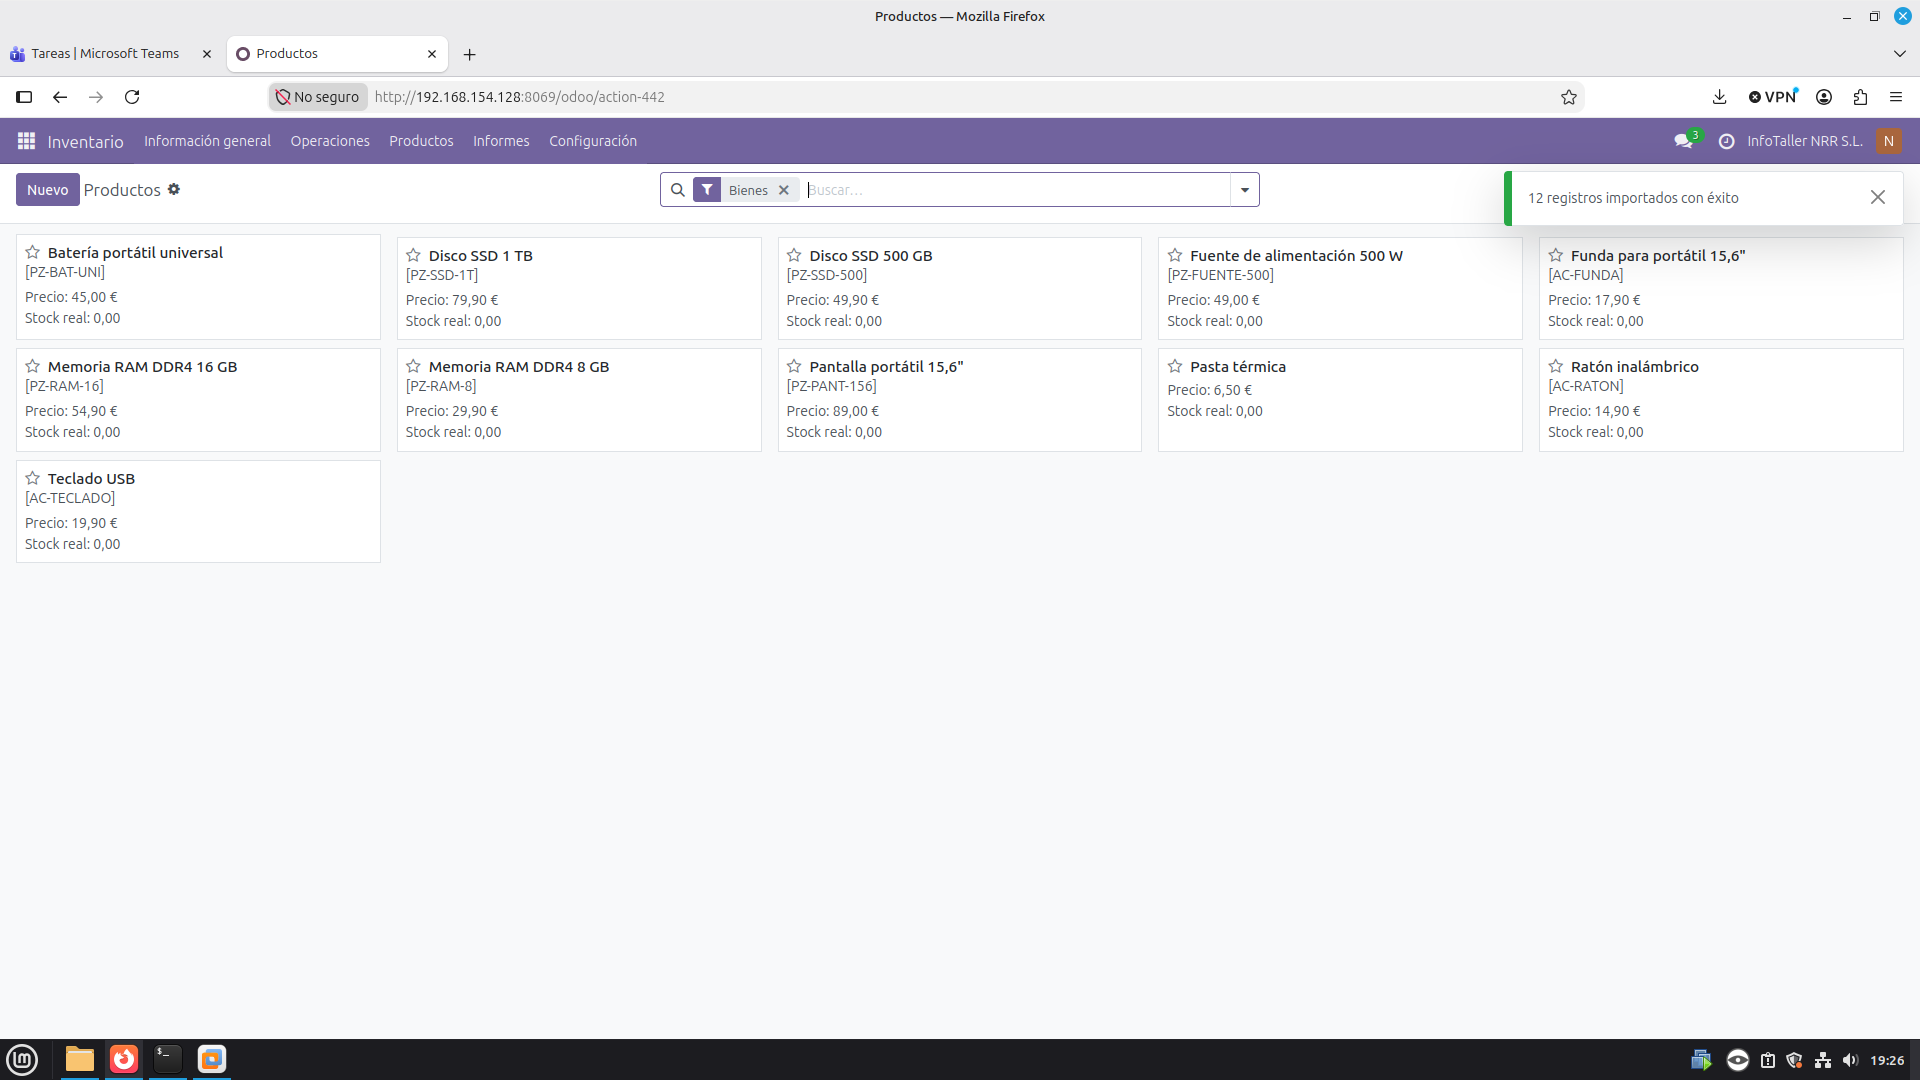 Productos — Mozilla Firefox
Tareas | Microsoft Teams
Productos
No seguro
http://192.168.154.128:8069/odoo/action-442
VPN
Inventario
Información general
Operaciones
Productos
Informes
Configuración
3
InfoTaller NRR S.L.
N
Nuevo
Productos
Bienes
Buscar...
12 registros importados con éxito
Batería portátil universal
[PZ-BAT-UNI]
Precio: 45,00 €
Stock real: 0,00
Disco SSD 1 TB
[PZ-SSD-1T]
Precio: 79,90 €
Stock real: 0,00
Disco SSD 500 GB
[PZ-SSD-500]
Precio: 49,90 €
Stock real: 0,00
Fuente de alimentación 500 W
[PZ-FUENTE-500]
Precio: 49,00 €
Stock real: 0,00
Funda para portátil 15,6"
[AC-FUNDA]
Precio: 17,90 €
Stock real: 0,00
Memoria RAM DDR4 16 GB
[PZ-RAM-16]
Precio: 54,90 €
Stock real: 0,00
Memoria RAM DDR4 8 GB
[PZ-RAM-8]
Precio: 29,90 €
Stock real: 0,00
Pantalla portátil 15,6"
[PZ-PANT-156]
Precio: 89,00 €
Stock real: 0,00
Pasta térmica
Precio: 6,50 €
Stock real: 0,00
Ratón inalámbrico
[AC-RATON]
Precio: 14,90 €
Stock real: 0,00
Teclado USB
[AC-TECLADO]
Precio: 19,90 €
Stock real: 0,00
19:26